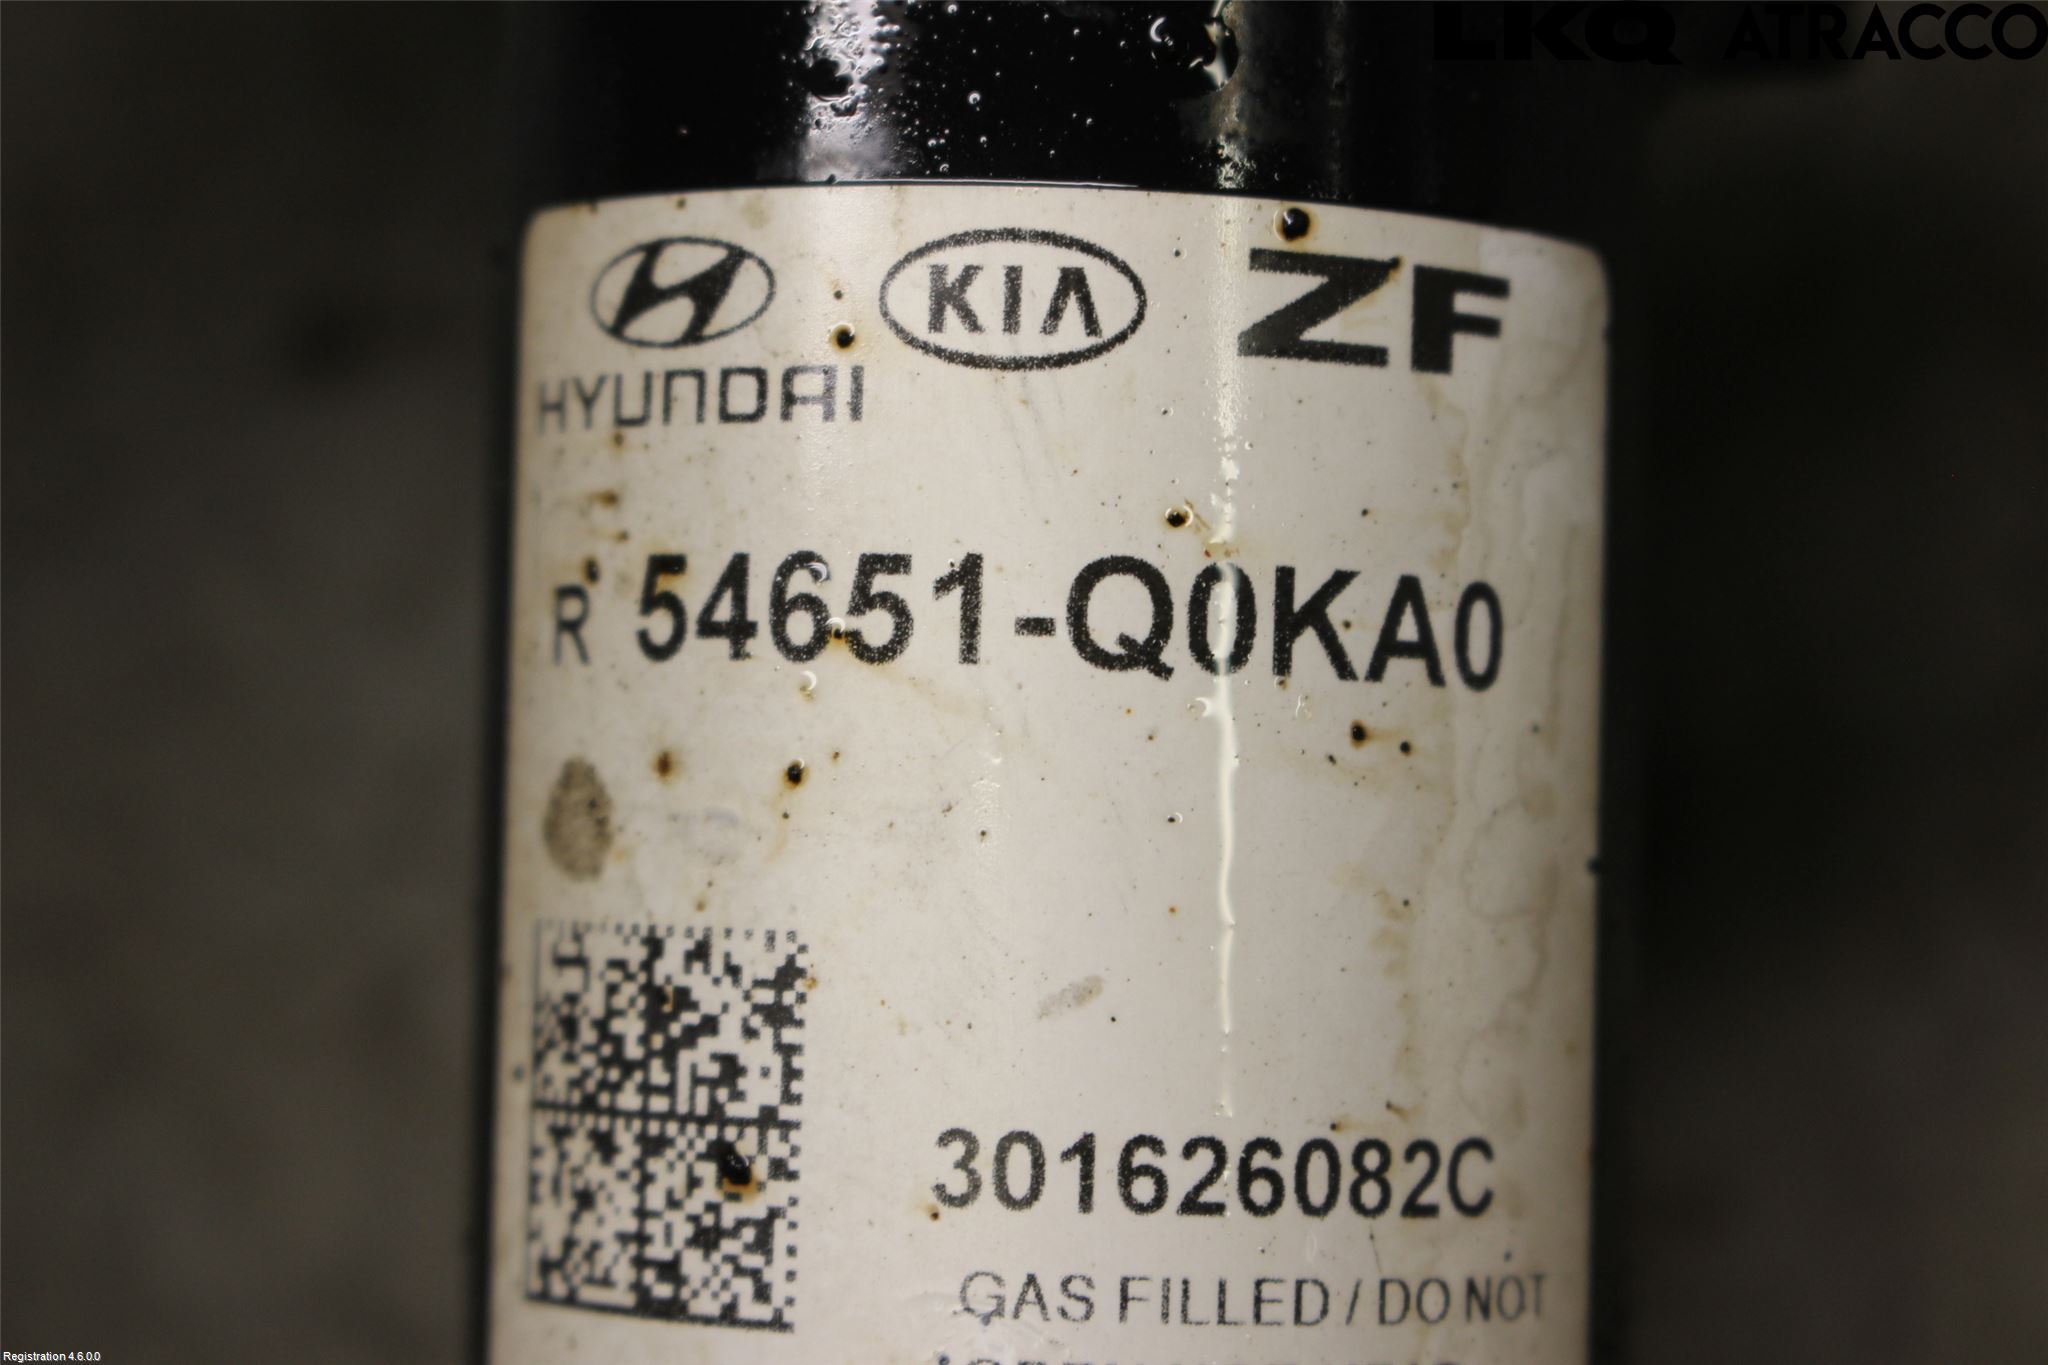 LKQ ATRACCO
KIA ZF
HYUNDAI
R 54651-Q0KA0
301626082C
GAS FILLED / DO NOT
Registration 4.6.0.0